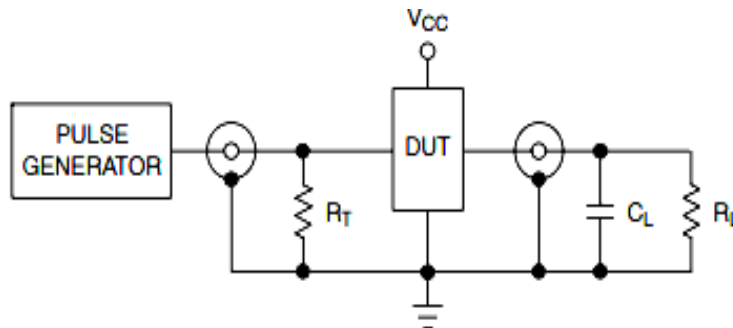 VCC
PULSE
GENERATOR
DUT
RT
CL
RL